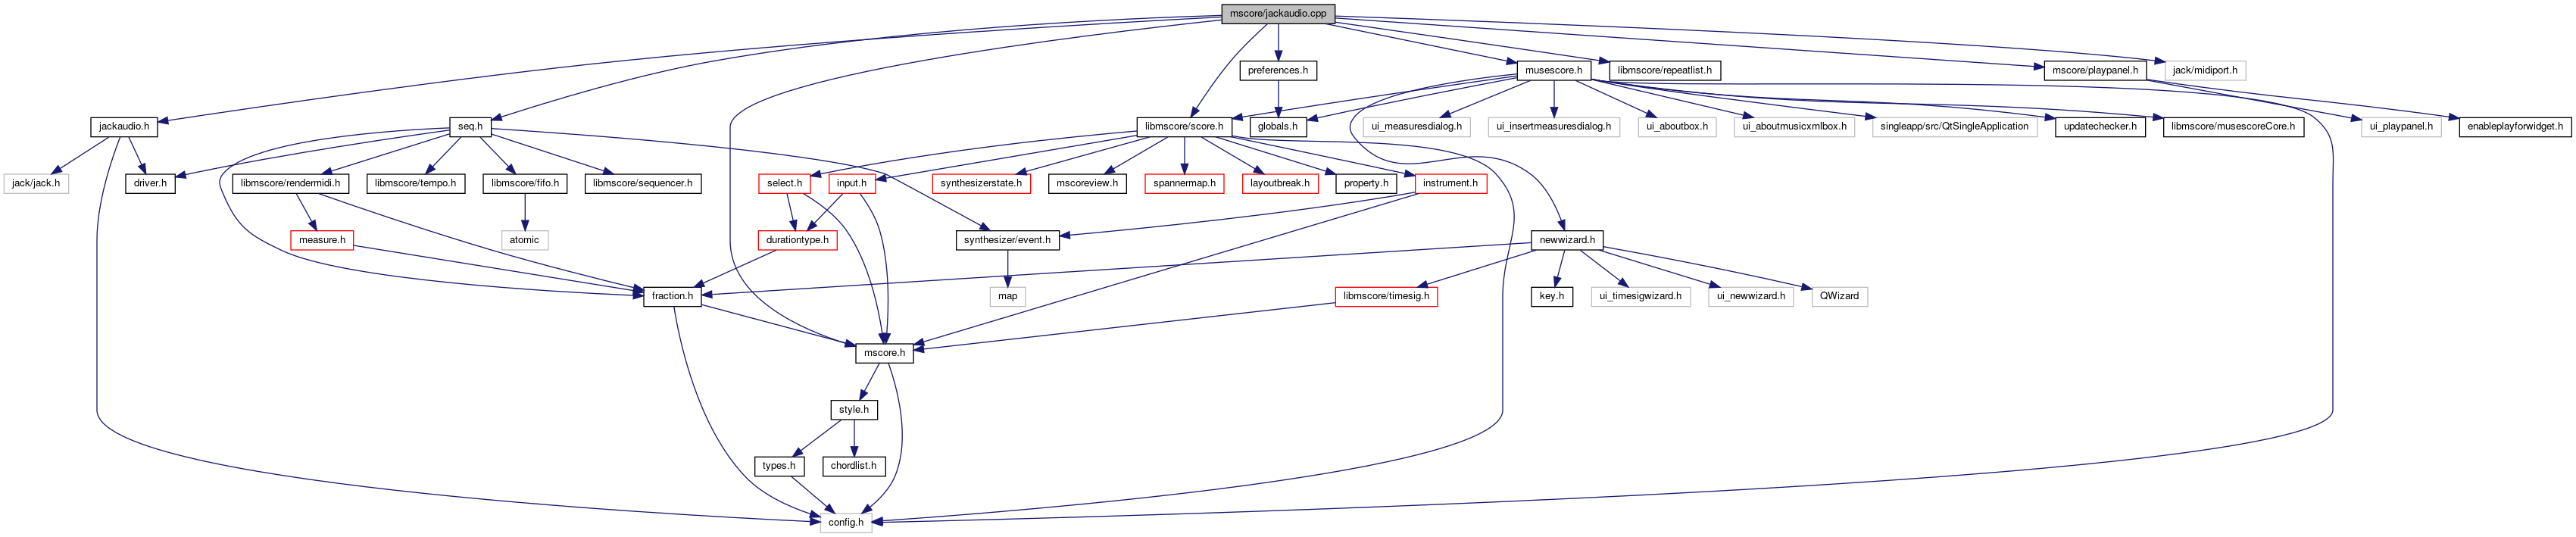 mscore/jackaudio.cpp
preferences.h
musescore.h
libmscore/repeatlist.h
mscore/playpanel.h
jack/midiport.h
jackaudio.h
seq.h
libmscore/score.h
globals.h
ui_measuresdialog.h
ui_insertmeasuresdialog.h
ui_aboutbox.h
ui_aboutmusicxmlbox.h
singleapp/src/QtSingleApplication
updatechecker.h
libmscore/musescoreCore.h
ui_playpanel.h
enableplayforwidget.h
jack/jack.h
driver.h
libmscore/rendermidi.h
libmscore/tempo.h
libmscore/fifo.h
libmscore/sequencer.h
select.h
input.h
synthesizerstate.h
mscoreview.h
spannermap.h
layoutbreak.h
property.h
instrument.h
measure.h
atomic
durationtype.h
synthesizer/event.h
newwizard.h
fraction.h
map
libmscore/timesig.h
key.h
ui_timesigwizard.h
ui_newwizard.h
QWizard
mscore.h
style.h
types.h
chordlist.h
config.h